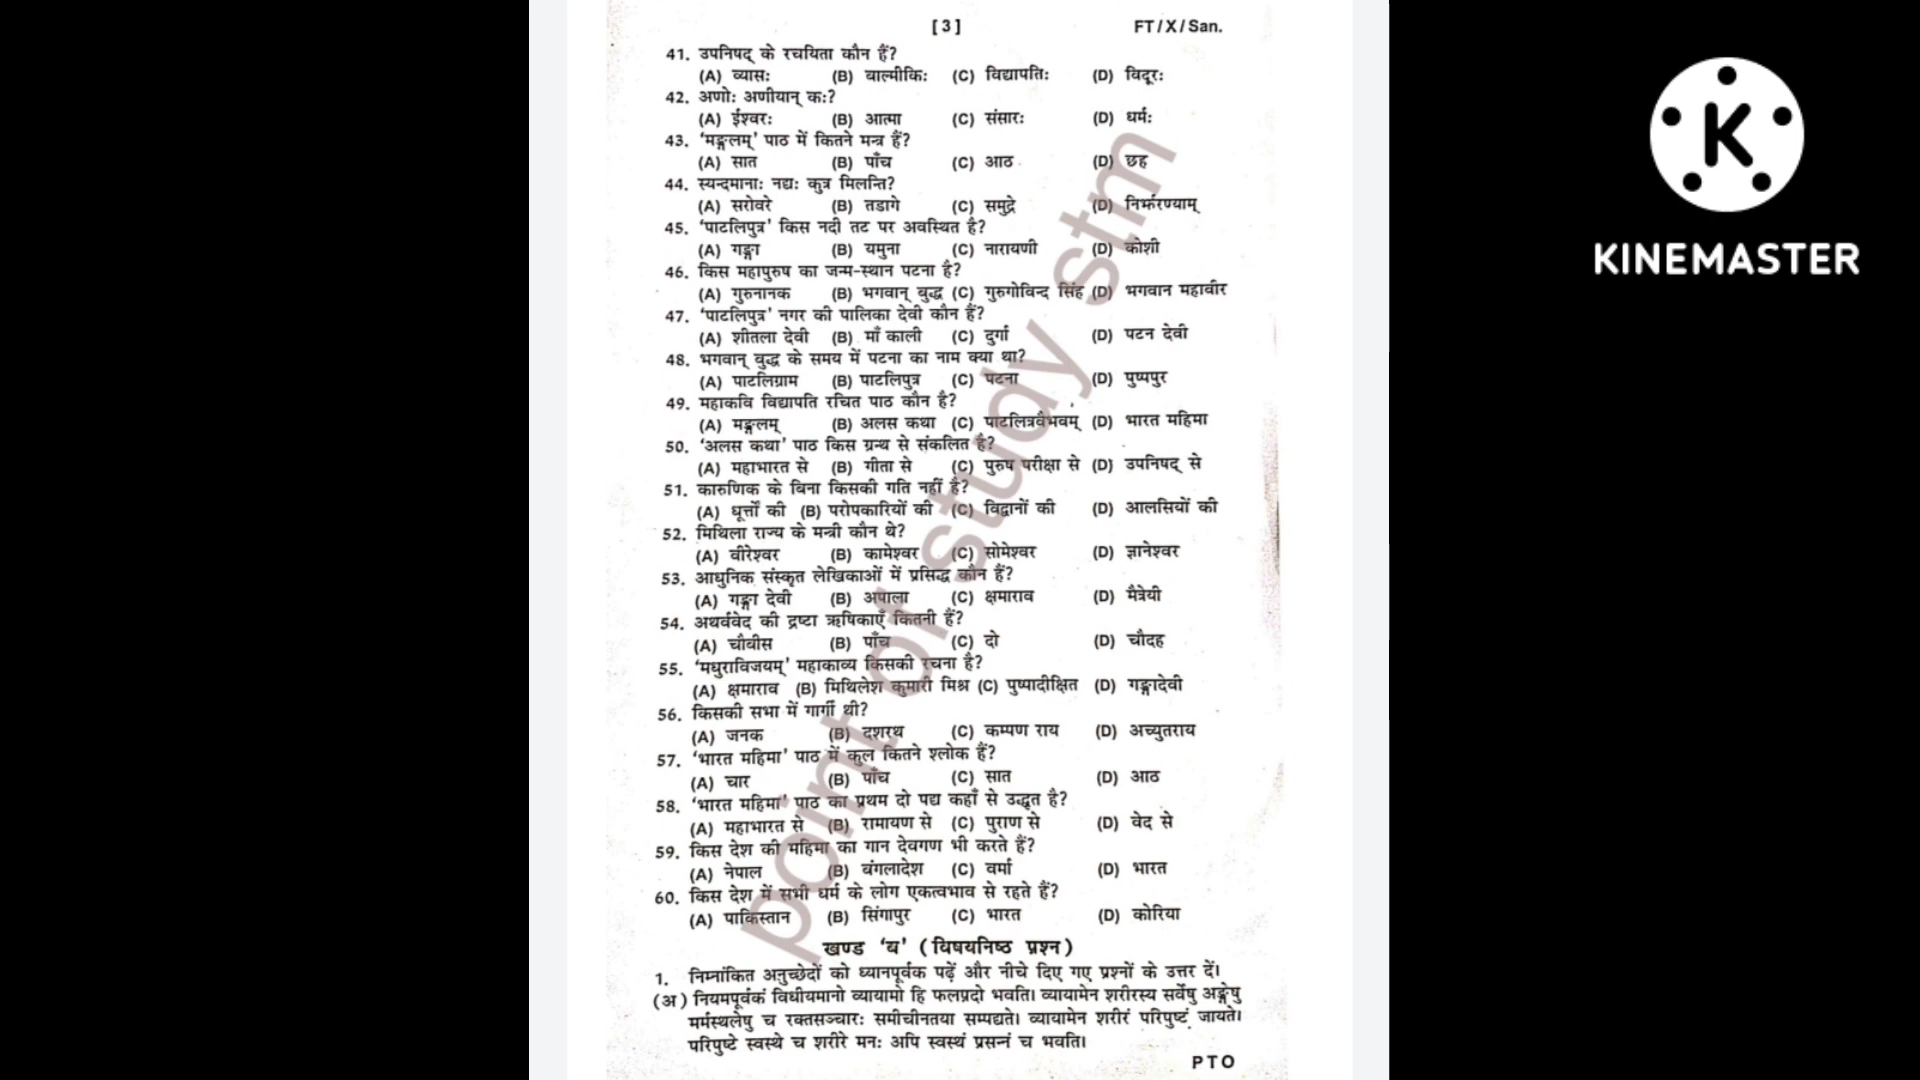 [3] FT/X/San.
41. उपनिषद् के रचयिता कौन हैं?
(A) व्यासः (B) वाल्मीकिः (C) विद्यापतिः (D) विदूरः
42. अणोः अणीयान् कः?
(A) ईश्वरः (B) आत्मा (C) संसारः (D) धर्मः
43. 'मङ्गलम्' पाठ में कितने मन्त्र हैं?
(A) सात (B) पाँच (C) आठ (D) छह
44. स्यन्दमानाः नद्यः कुत्र मिलन्ति?
(A) सरोवरे (B) तडागे (C) समुद्रे (D) निर्झरण्याम्
45. 'पाटलिपुत्र' किस नदी तट पर अवस्थित है?
(A) गङ्गा (B) यमुना (C) नारायणी (D) कोशी
46. किस महापुरुष का जन्म-स्थान पटना है?
(A) गुरुनानक (B) भगवान् बुद्ध (C) गुरुगोविन्द सिंह (D) भगवान महावीर
47. 'पाटलिपुत्र' नगर की पालिका देवी कौन हैं?
(A) शीतला देवी (B) माँ काली (C) दुर्गा (D) पटन देवी
48. भगवान् बुद्ध के समय में पटना का नाम क्या था?
(A) पाटलिग्राम (B) पाटलिपुत्र (C) पटना (D) पुष्पपुर
49. महाकवि विद्यापति रचित पाठ कौन है?
(A) मङ्गलम् (B) अलस कथा (C) पाटलित्रवैभवम् (D) भारत महिमा
50. 'अलस कथा' पाठ किस ग्रन्थ से संकलित है?
(A) महाभारत से (B) गीता से (C) पुरुष परीक्षा से (D) उपनिषद् से
51. कारुणिक के बिना किसकी गति नहीं है?
(A) धूर्त्तों की (B) परोपकारियों की (C) विद्वानों की (D) आलसियों की
52. मिथिला राज्य के मन्त्री कौन थे?
(A) वीरेश्वर (B) कामेश्वर (C) सोमेश्वर (D) ज्ञानेश्वर
53. आधुनिक संस्कृत लेखिकाओं में प्रसिद्ध कौन हैं?
(A) गङ्गा देवी (B) अपाला (C) क्षमाराव (D) मैत्रेयी
54. अथर्ववेद की द्रष्टा ऋषिकाएँ कितनी हैं?
(A) चौबीस (B) पाँच (C) दो (D) चौदह
55. 'मधुराविजयम्' महाकाव्य किसकी रचना है?
(A) क्षमाराव (B) मिथिलेश कुमारी मिश्र (C) पुष्पादीक्षित (D) गङ्गादेवी
56. किसकी सभा में गार्गी थी?
(A) जनक (B) दशरथ (C) कम्पण राय (D) अच्युतराय
57. 'भारत महिमा' पाठ में कुल कितने श्लोक हैं?
(A) चार (B) पांच (C) सात (D) आठ
58. 'भारत महिमा' पाठ का प्रथम दो पद्य कहाँ से उद्धृत है?
(A) महाभारत से (B) रामायण से (C) पुराण से (D) वेद से
59. किस देश की महिमा का गान देवगण भी करते हैं?
(A) नेपाल (B) बंगलादेश (C) वर्मा (D) भारत
60. किस देश में सभी धर्म के लोग एकत्वभाव से रहते हैं?
(A) पाकिस्तान (B) सिंगापुर (C) भारत (D) कोरिया
खण्ड 'ब' (विषयनिष्ठ प्रश्न)
1. निम्नांकित अनुच्छेदों को ध्यानपूर्वक पढ़ें और नीचे दिए गए प्रश्नों के उत्तर दें।
(अ) नियमपूर्वकं विधीयमानो व्यायामो हि फलप्रदो भवति। व्यायामेन शरीरस्य सर्वेषु अङ्गेषु
मर्मस्थलेषु च रक्तसञ्चारः समीचीनतया सम्पद्यते। व्यायामेन शरीरं परिपुष्टं जायते।
परिपुष्टे स्वस्थे च शरीरे मनः अपि स्वस्थं प्रसन्नं च भवति।
PTO
point of study stm
K
KINEMASTER